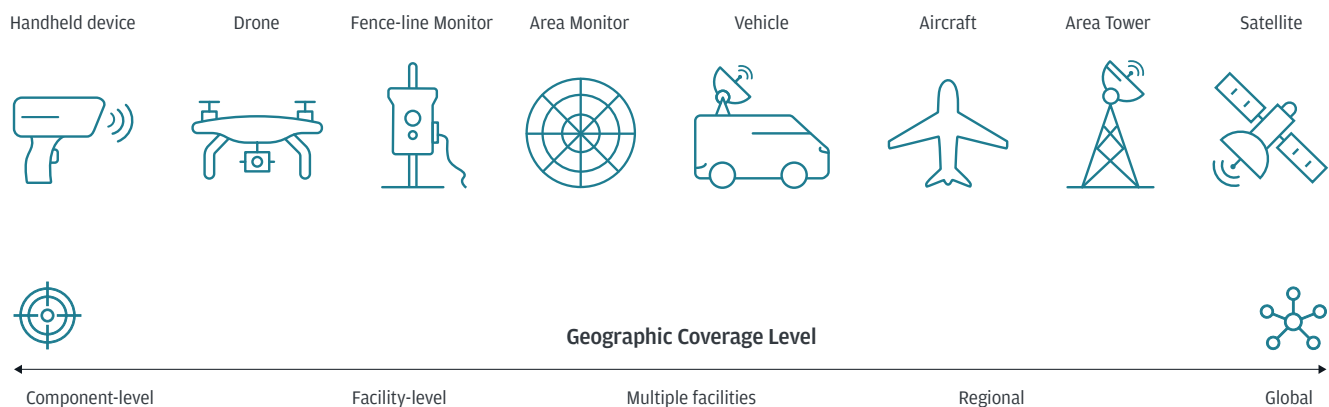 Handheld device Drone Fence-line Monitor Area Monitor Vehicle Aircraft Area Tower Satellite
Geographic Coverage Level
Component-level Facility-level Multiple facilities Regional Global